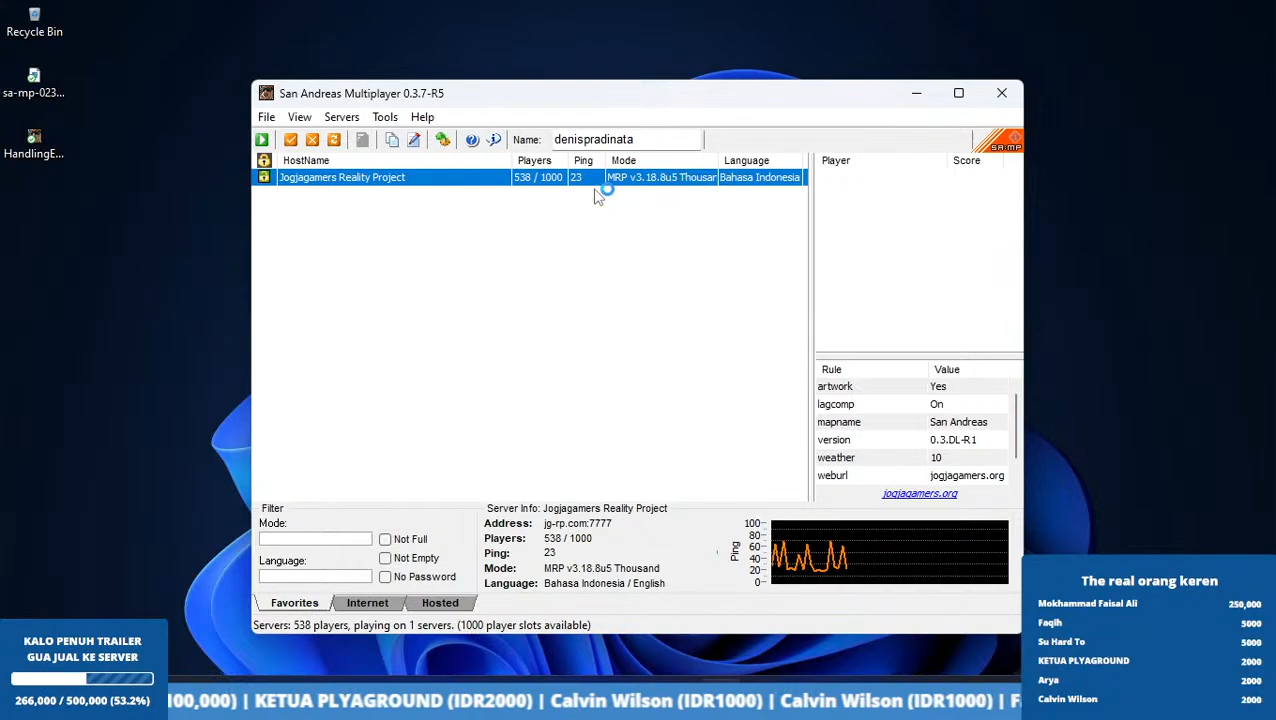 Recycle Bin
sa-mp-023...
HandlingE...
San Andreas Multiplayer 0.3.7-R5
File View Servers Tools Help
Name: denispradinata
SA:MP
HostName Players Ping Mode Language
Jogjagamers Reality Project 538 / 1000 23 MRP v3.18.8u5 Thousar Bahasa Indonesia
Player Score
Rule Value
artwork Yes
lagcomp On
mapname San Andreas
version 0.3.DL-R1
weather 10
weburl jogjagamers.org
jogjagamers.org
Filter
Mode:
Not Full
Not Empty
Language:
No Password
Server Info: Jogjagamers Reality Project
Address: jg-rp.com:7777
Players: 538 / 1000
Ping: 23
Mode: MRP v3.18.8u5 Thousand
Language: Bahasa Indonesia / English
Ping
100
80
60
40
20
0
Favorites Internet Hosted
Servers: 538 players, playing on 1 servers. (1000 player slots available)
KALO PENUH TRAILER
GUA JUAL KE SERVER
266,000 / 500,000 (53.2%)
The real orang keren
Mokhammad Faisal Ali 250,000
Faqih 5000
Su Hard To 5000
KETUA PLYAGROUND 2000
Arya 2000
Calvin Wilson 2000
100,000) | KETUA PLYAGROUND (IDR2000) | Calvin Wilson (IDR1000) | Calvin Wilson (IDR1000) | F